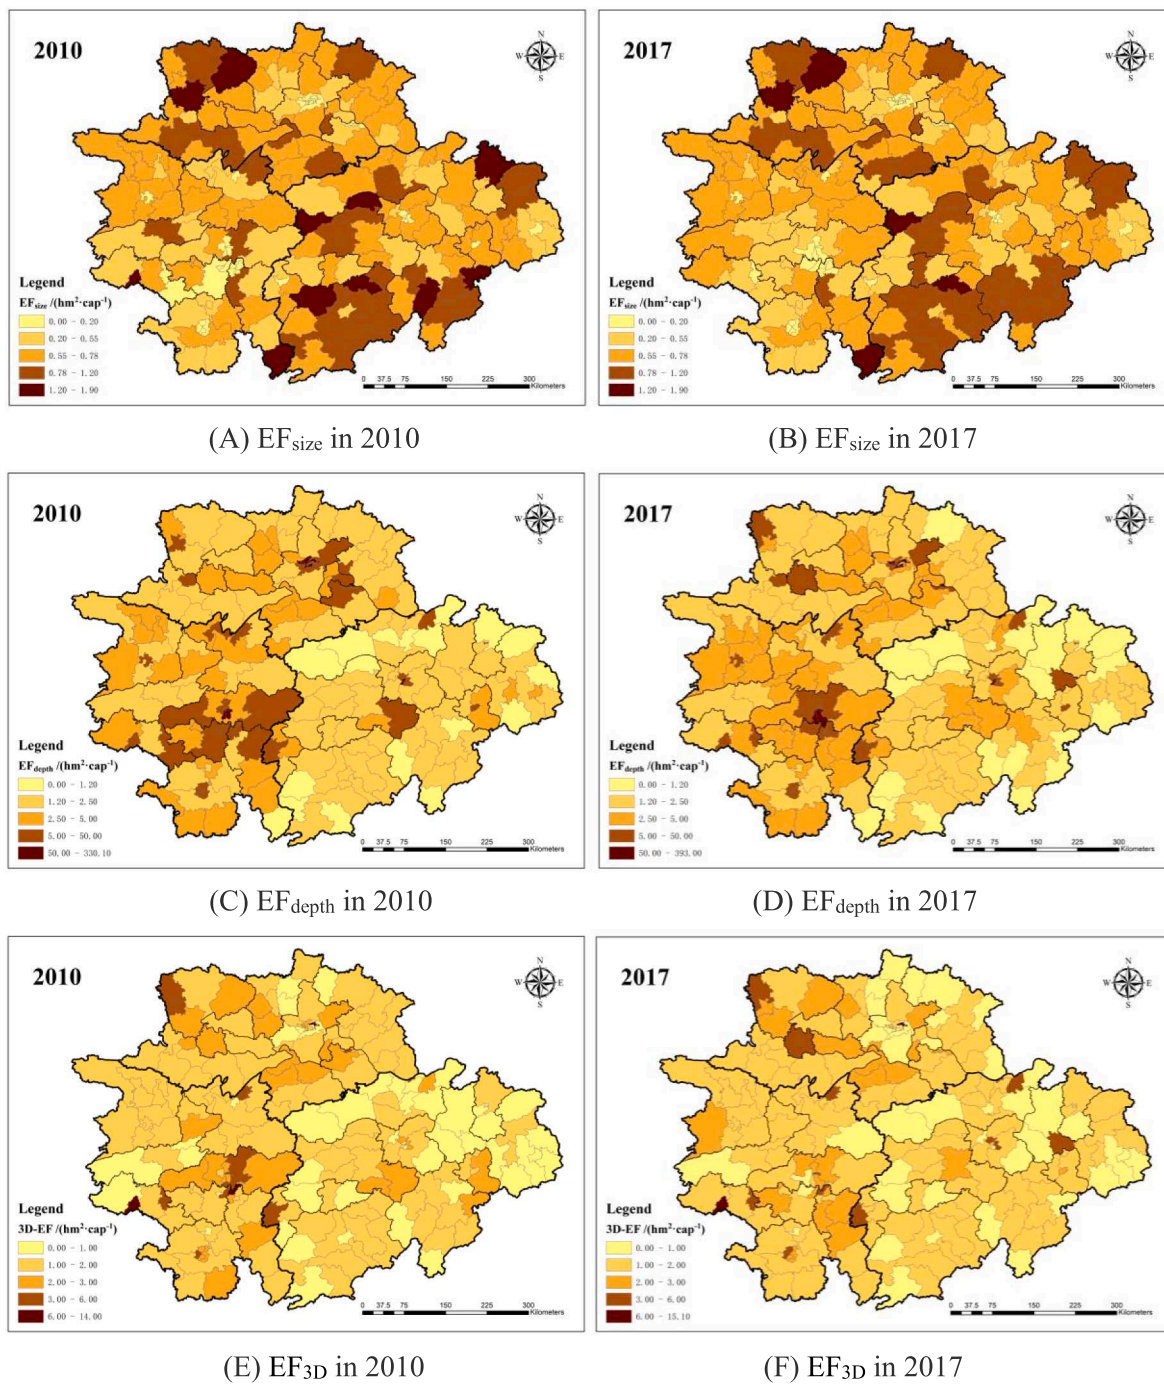 2010
N
W E
S
Legend
EFsize /(hm²·cap⁻¹)
0.00 - 0.20
0.20 - 0.55
0.55 - 0.78
0.78 - 1.20
1.20 - 1.90
0 37.5 75 150 225 300
Kilometers
2017
N
W E
S
Legend
EFsize /(hm²·cap⁻¹)
0.00 - 0.20
0.20 - 0.55
0.55 - 0.78
0.78 - 1.20
1.20 - 1.90
0 37.5 75 150 225 300
Kilometers
(A) EFsize in 2010
(B) EFsize in 2017
2010
N
W E
S
Legend
EFdepth /(hm²·cap⁻¹)
0.00 - 1.20
1.20 - 2.50
2.50 - 5.00
5.00 - 50.00
50.00 - 330.10
0 37.5 75 150 225 300
Kilometers
2017
N
W E
S
Legend
EFdepth /(hm²·cap⁻¹)
0.00 - 1.20
1.20 - 2.50
2.50 - 5.00
5.00 - 50.00
50.00 - 393.00
0 37.5 75 150 225 300
Kilometers
(C) EFdepth in 2010
(D) EFdepth in 2017
2010
N
W E
S
Legend
3D-EF /(hm²·cap⁻¹)
0.00 - 1.00
1.00 - 2.00
2.00 - 3.00
3.00 - 6.00
6.00 - 14.00
0 37.5 75 150 225 300
Kilometers
2017
N
W E
S
Legend
3D-EF /(hm²·cap⁻¹)
0.00 - 1.00
1.00 - 2.00
2.00 - 3.00
3.00 - 6.00
6.00 - 15.10
0 37.5 75 150 225 300
Kilometers
(E) EF3D in 2010
(F) EF3D in 2017